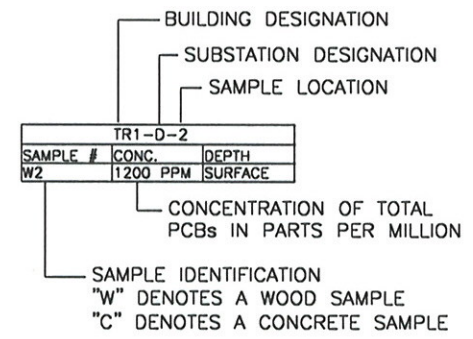 BUILDING DESIGNATION
SUBSTATION DESIGNATION
SAMPLE LOCATION
TR1-D-2
SAMPLE # CONC. DEPTH
W2 1200 PPM SURFACE
CONCENTRATION OF TOTAL
PCBs IN PARTS PER MILLION
SAMPLE IDENTIFICATION
"W" DENOTES A WOOD SAMPLE
"C" DENOTES A CONCRETE SAMPLE